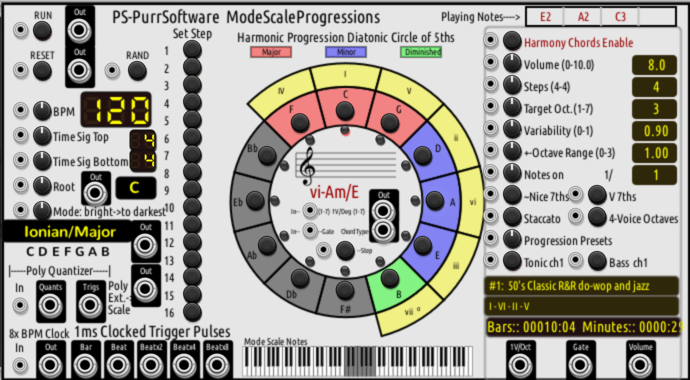 PS-PurrSoftware ModeScaleProgressions
Playing Notes----> E2 A2 C3
RUN
Out
RESET
Out
RAND
BPM
120
Time Sig Top
4
Time Sig Bottom
4
Root
Out
C
Mode: bright->to darkest
Ionian/Major
C D E F G A B
Out
|-----Poly Quantizer----|
In
Quants
Trigs
Poly
Ext.->
Scale
Out
8x BPM Clock 1ms Clocked Trigger Pulses
In
Out
Bar
Beat
Beatx2
Beatx4
Beatx8
Set Step
1
2
3
4
5
6
7
8
9
10
11
12
13
14
15
16
Harmonic Progression Diatonic Circle of 5ths
Major
Minor
Diminished
IV
I
V
ii
vi
iii
vii °
F
C
G
D
A
E
B
F#
Db
Ab
Eb
Bb
vi-Am/E
In--
(1-7) 1V/Deg (1-7)
Out
In--
-Gate
Chord Type
--Stop
Mode Scale Notes
Harmony Chords Enable
Volume (0-10.0) 8.0
Steps (4-4) 4
Target Oct.(1-7) 3
Variability (0-1) 0.90
+-Octave Range (0-3) 1.00
Notes on 1/ 1
~Nice 7ths
V 7ths
Staccato
4-Voice Octaves
Progression Presets
Tonic ch1
Bass ch1
#1: 50's Classic R&R do-wop and jazz
I - VI - II - V
Bars:: 00010:04 Minutes:: 0000:29
1V/Oct
Gate
Volume